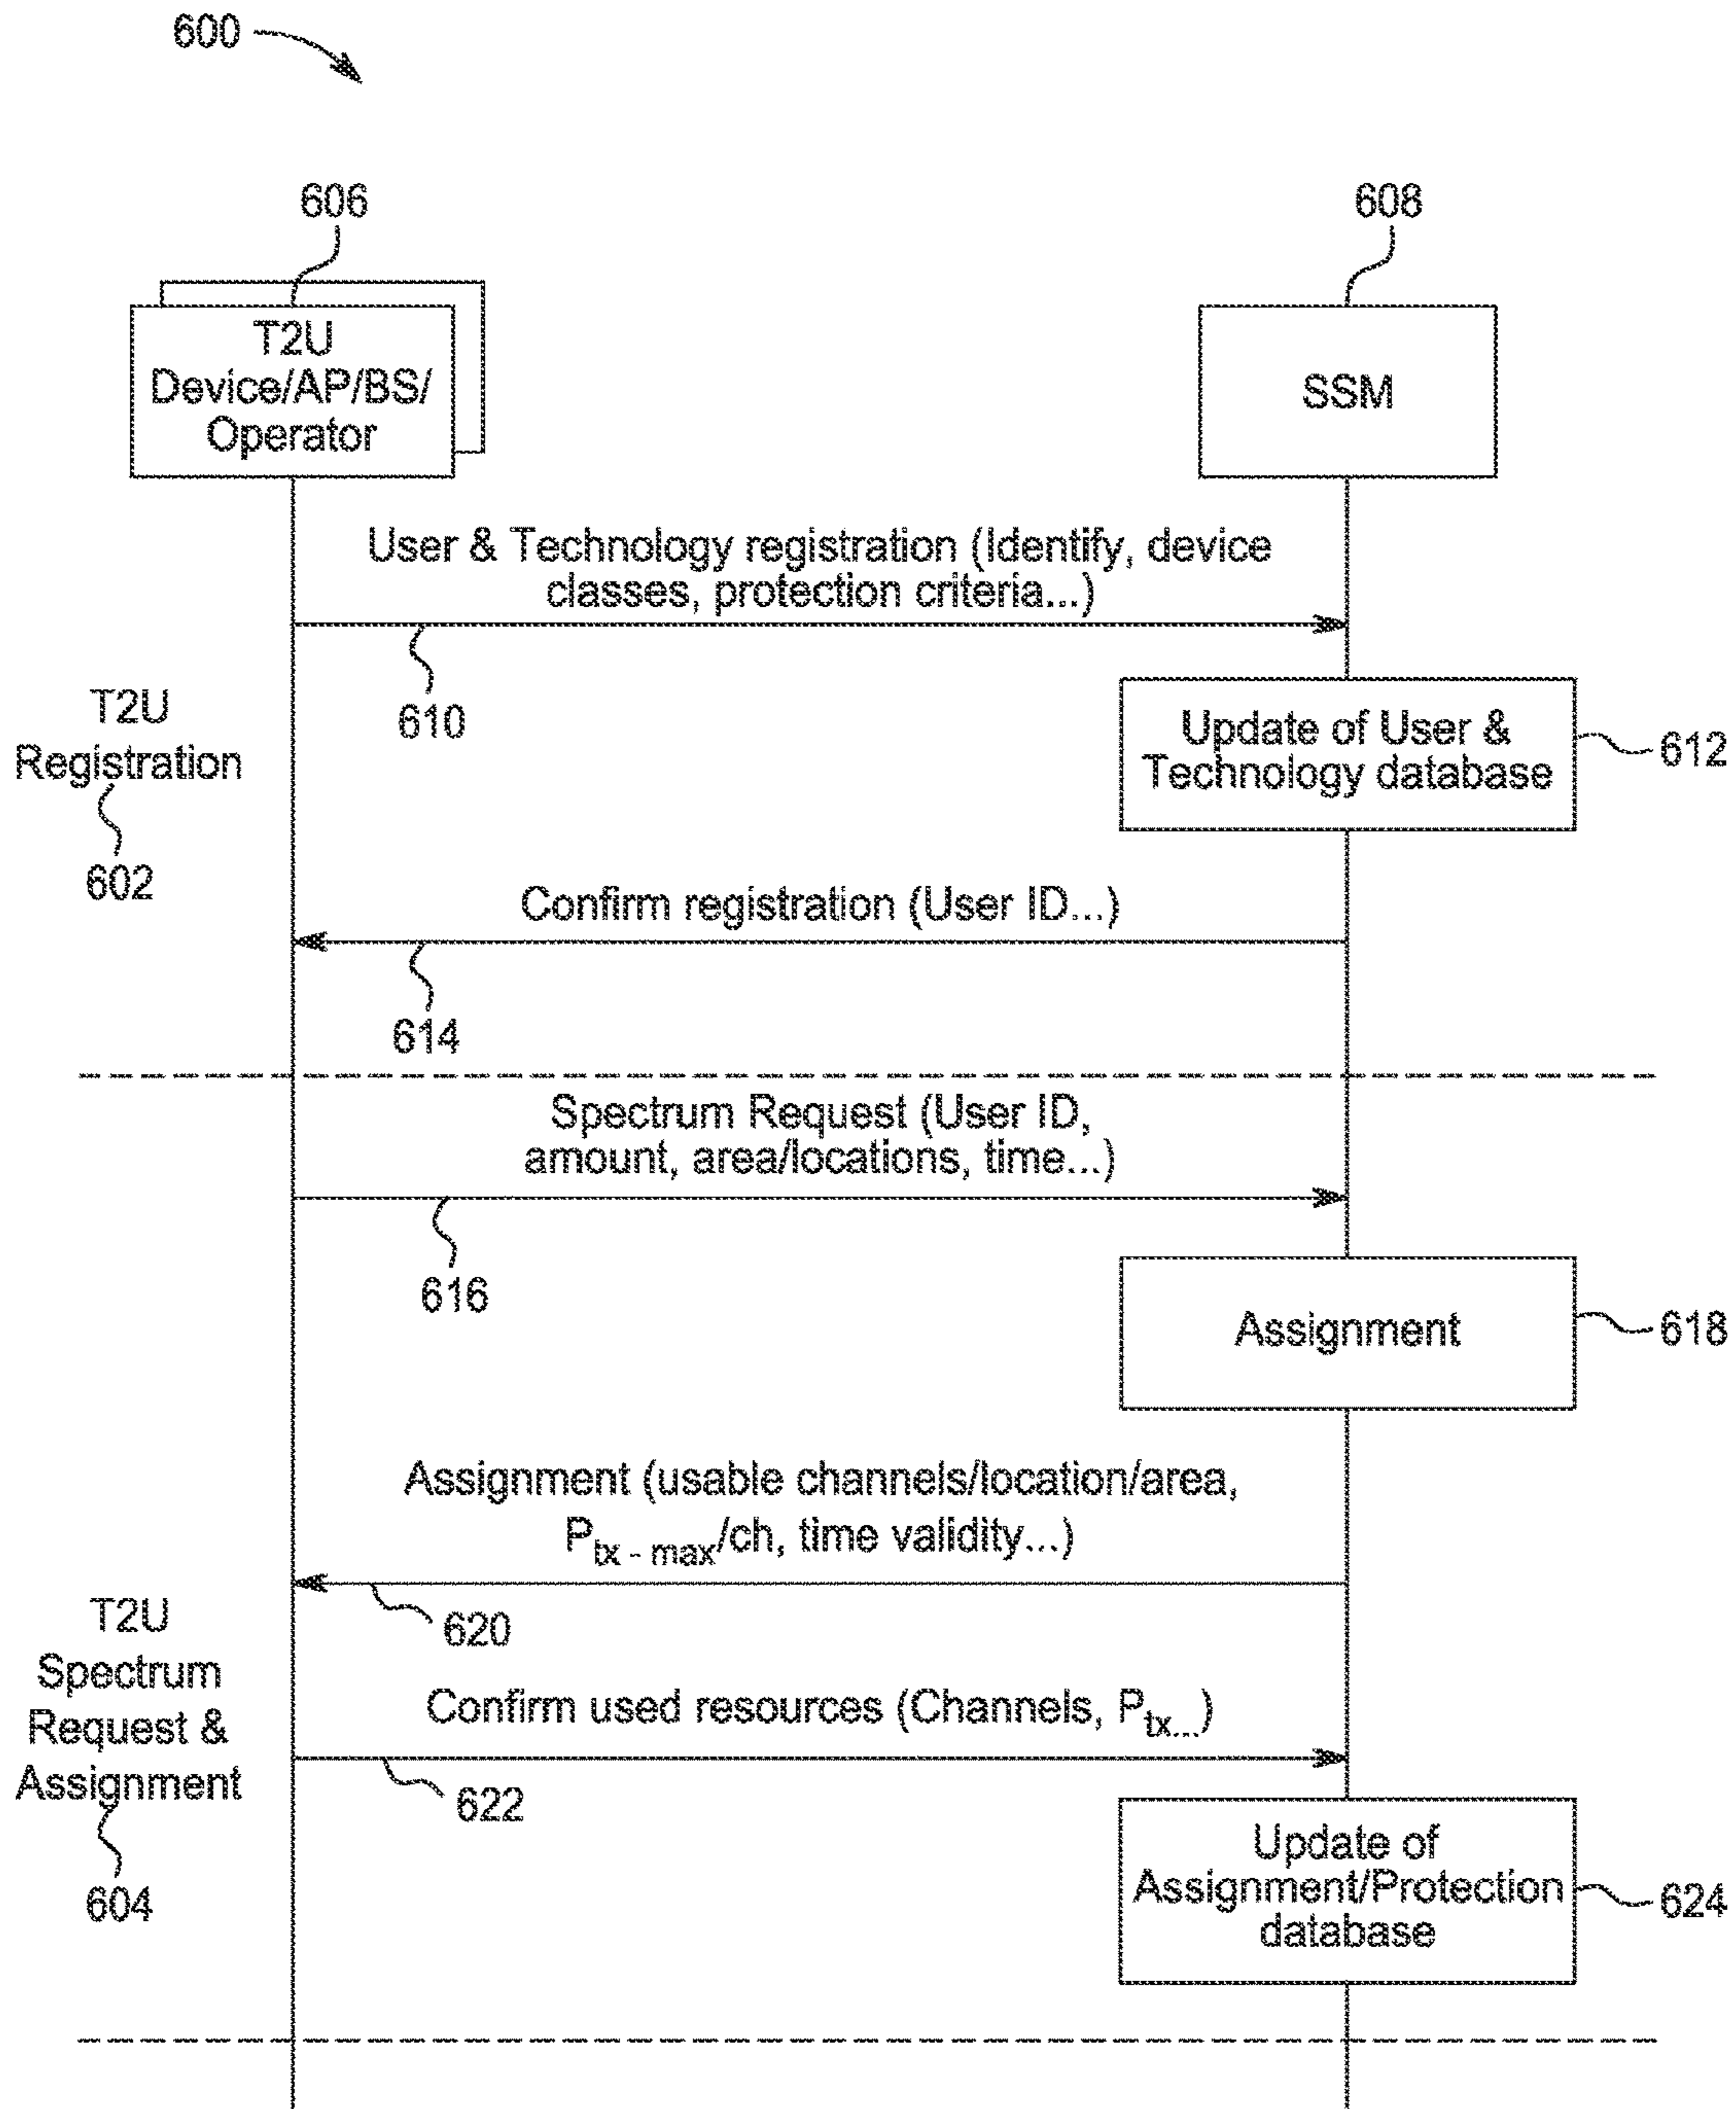 600
606
608
T2U
Device/AP/BS/
Operator
SSM
User & Technology registration (Identify, device
classes, protection criteria...)
610
T2U
Registration
602
Update of User &
Technology database
612
Confirm registration (User ID...)
614
Spectrum Request (User ID,
amount, area/locations, time...)
616
Assignment
618
Assignment (usable channels/location/area,
Ptx - max/ch, time validity...)
620
T2U
Spectrum
Request &
Assignment
604
Confirm used resources (Channels, Ptx...)
622
Update of
Assignment/Protection
database
624